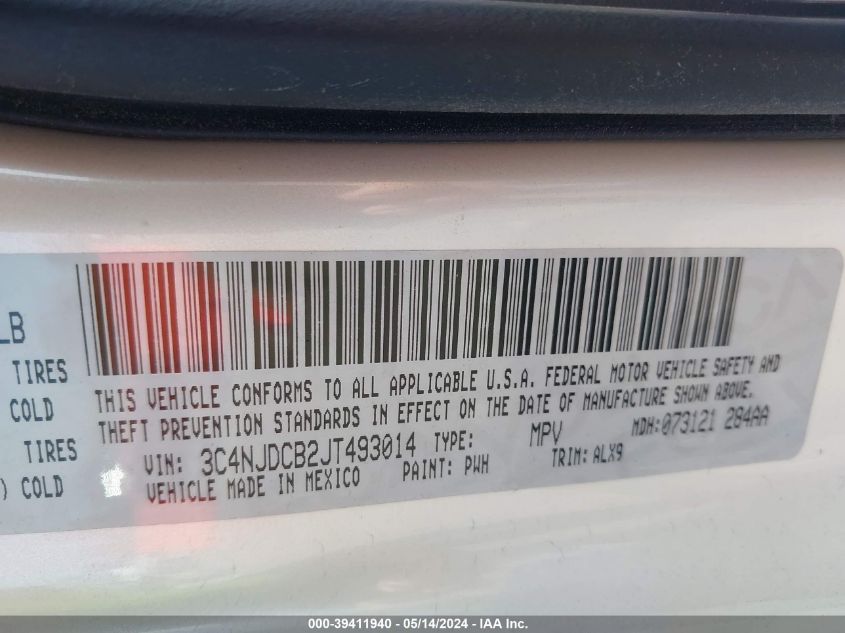 LB
TIRES
COLD
TIRES
) COLD
THIS VEHICLE CONFORMS TO ALL APPLICABLE U.S.A. FEDERAL MOTOR VEHICLE SAFETY AND
THEFT PREVENTION STANDARDS IN EFFECT ON THE DATE OF MANUFACTURE SHOWN ABOVE.
VIN: 3C4NJDCB2JT493014 TYPE: MPV MDH:073121 284AA
VEHICLE MADE IN MEXICO PAINT: PWH TRIM: ALX9
000-39411940 - 05/14/2024 - IAA Inc.